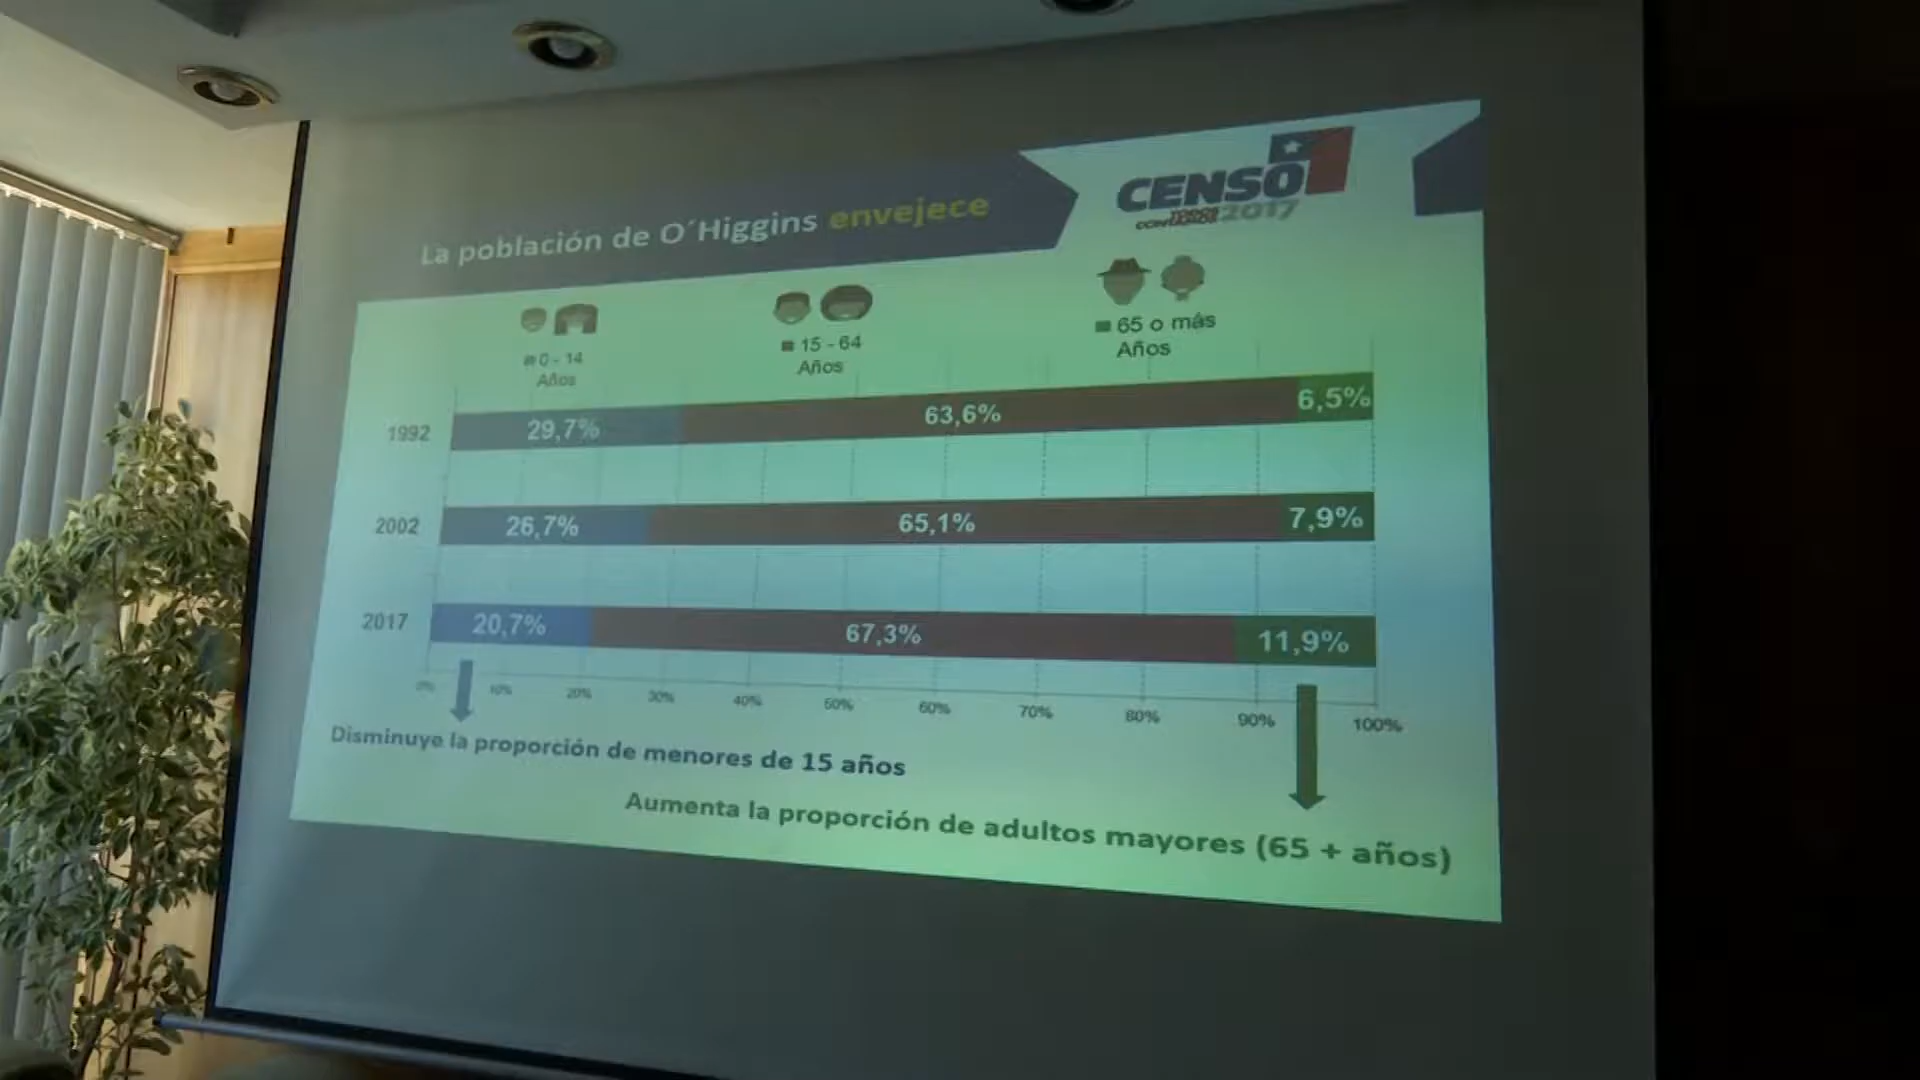 La población de O´Higgins envejece
CENSO
2017
0 - 14
Años
15 - 64
Años
65 o más
Años
1992
29,7%
63,6%
6,5%
2002
26,7%
65,1%
7,9%
2017
20,7%
67,3%
11,9%
0% 10% 20% 30% 40% 50% 60% 70% 80% 90% 100%
Disminuye la proporción de menores de 15 años
Aumenta la proporción de adultos mayores (65 + años)